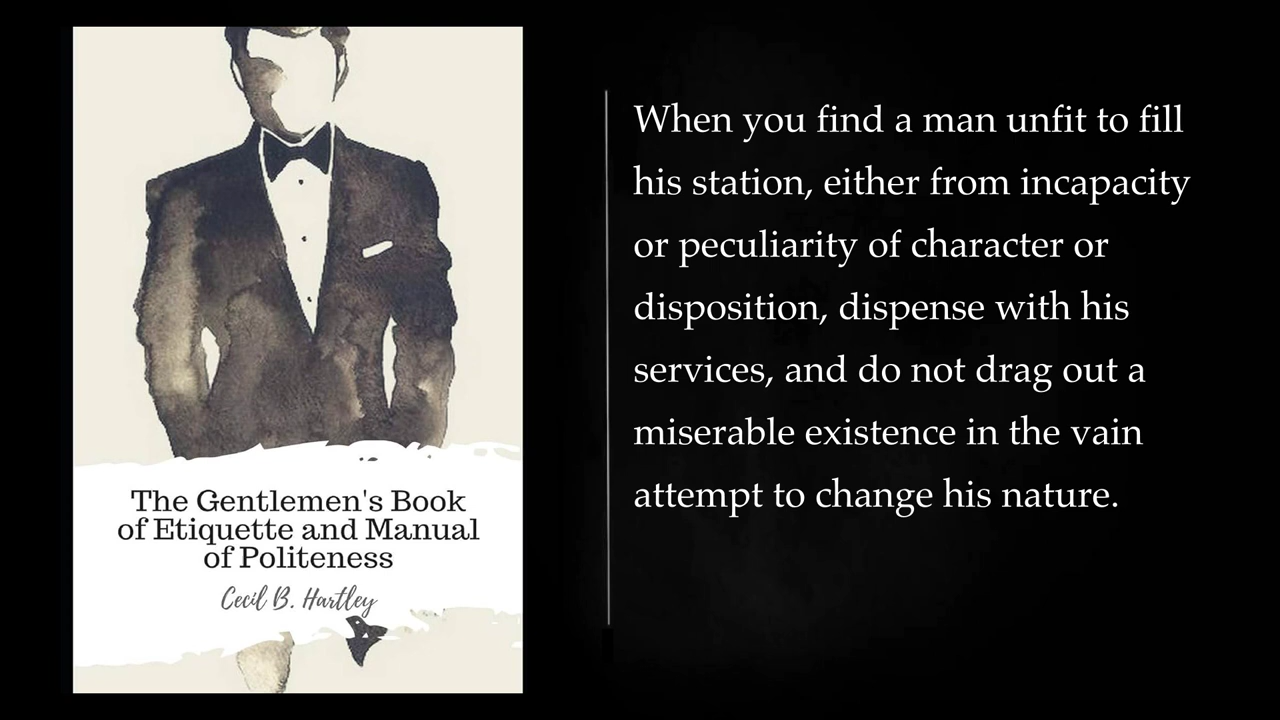 The Gentlemen's Book
of Etiquette and Manual
of Politeness
Cecil B. Hartley
When you find a man unfit to fill
his station, either from incapacity
or peculiarity of character or
disposition, dispense with his
services, and do not drag out a
miserable existence in the vain
attempt to change his nature.